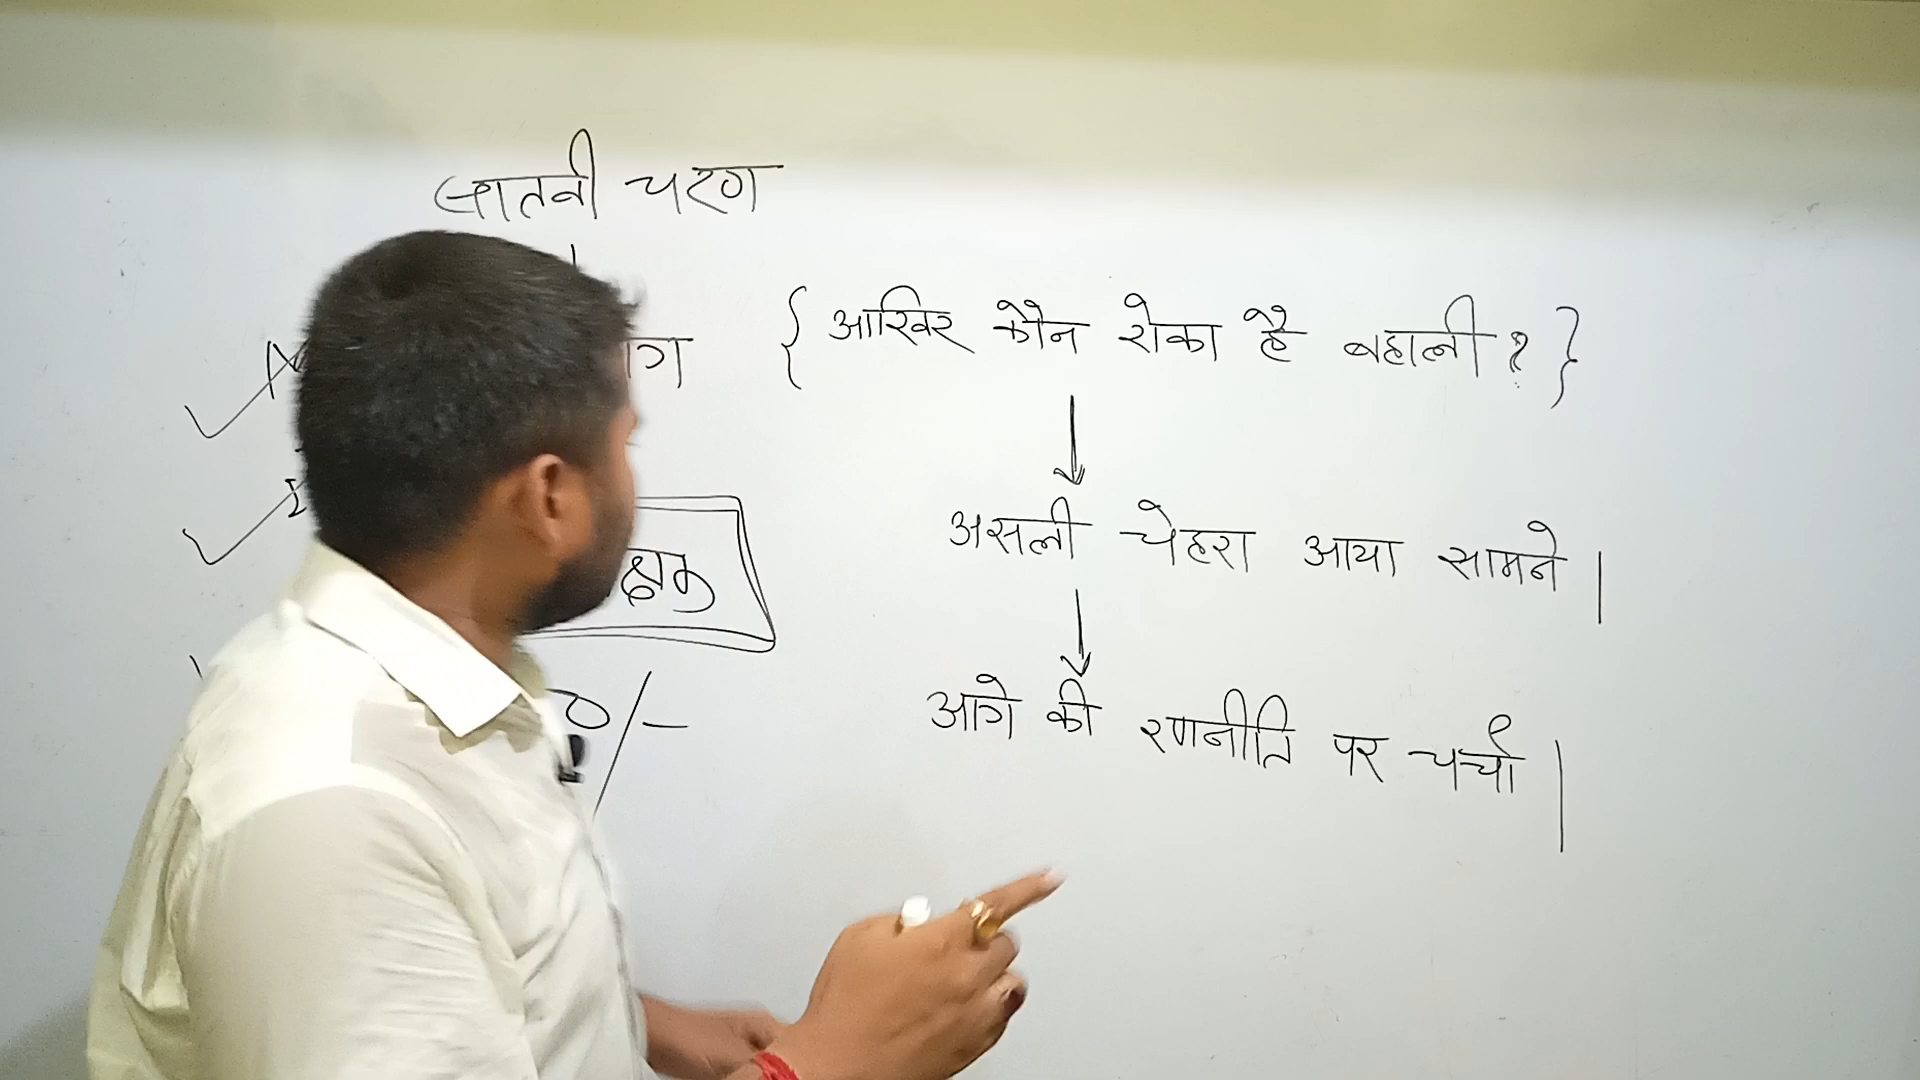 सातवी चरण
{ आखिर कौन रोका है बहाली ? }
असली चेहरा आया सामने |
आगे की रणनीति पर चर्चा |